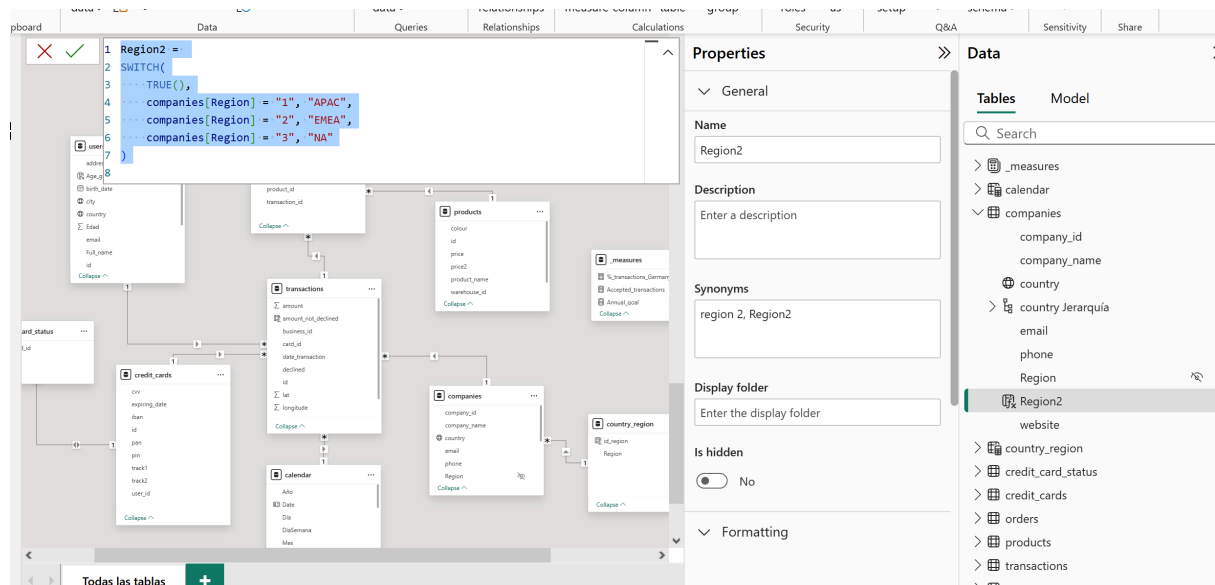 relationships
pboard
Data
Queries
Relationships
Calculations
Security
Q&A
Sensitivity
Share
1 Region2 =
2 SWITCH(
3 TRUE(),
4 companies[Region] = "1", "APAC",
5 companies[Region] = "2", "EMEA",
6 companies[Region] = "3", "NA"
7 )
8
birth_date
city
country
Edad
email
Full_name
id
Collapse
1
product_id
transaction_id
Collapse
*
1
products
colour
id
price
price2
product_name
warehouse_id
Collapse
_measures
%_transactions_German
Accepted_transactions
Annual_goal
Collapse
transactions
amount
amount_not_declined
business_id
card_id
date_transaction
declined
id
lat
longitude
Collapse
ard_status
t_id
credit_cards
cvv
expiring_date
iban
id
pan
pin
track1
track2
user_id
Collapse
companies
company_id
company_name
country
email
phone
Region
Collapse
country_region
id_region
Region
Collapse
calendar
Año
Date
Día
DíaSemana
Mes
Todas las tablas
+
Properties
General
Name
Region2
Description
Enter a description
Synonyms
region 2, Region2
Display folder
Enter the display folder
Is hidden
No
Formatting
Data
Tables
Model
Search
_measures
calendar
companies
company_id
company_name
country
country Jerarquía
email
phone
Region
Region2
website
country_region
credit_card_status
credit_cards
orders
products
transactions